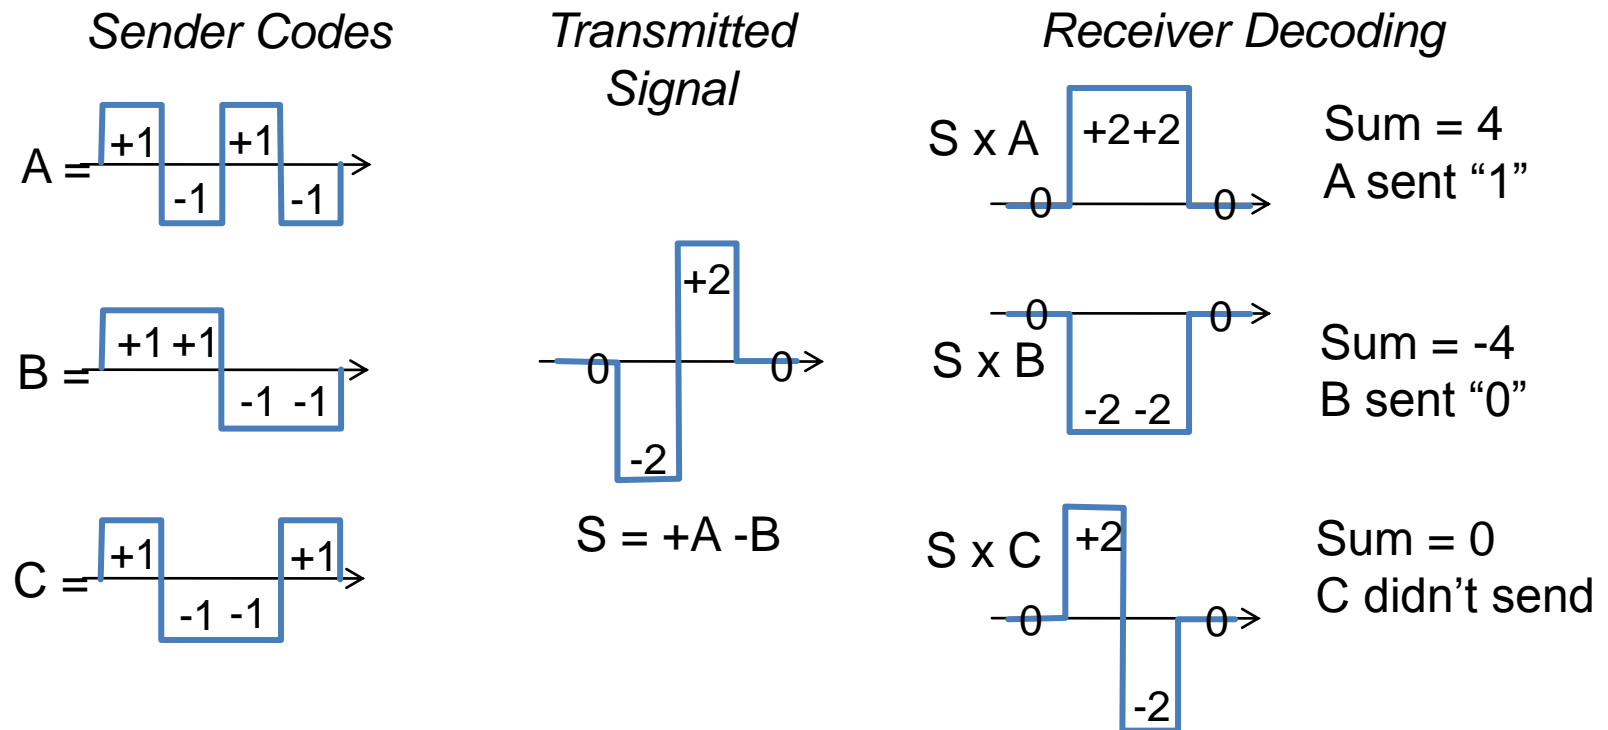 Sender Codes
Transmitted
Signal
Receiver Decoding
A =
+1
-1
+1
-1
B =
+1 +1
-1 -1
C =
+1
-1 -1
+1
0
-2
+2
0
S = +A -B
S x A
0
+2+2
0
Sum = 4
A sent “1”
S x B
0
-2 -2
0
Sum = -4
B sent “0”
S x C
0
+2
-2
0
Sum = 0
C didn’t send